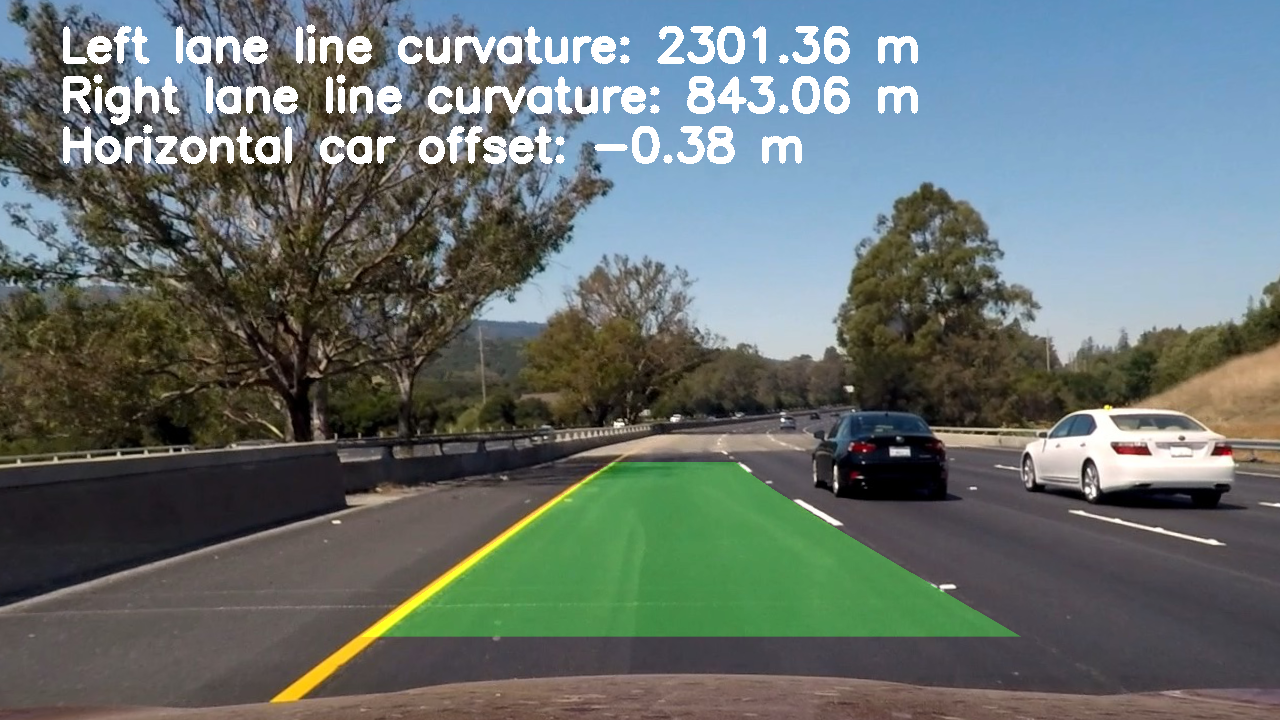 Left lane line curvature: 2301.36 m
Right lane line curvature: 843.06 m
Horizontal car offset: -0.38 m